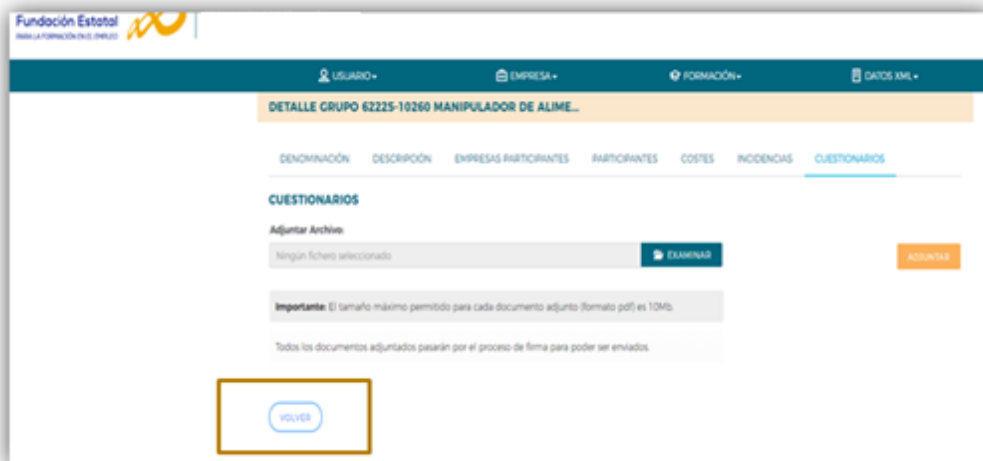 Fundación Estatal
PARA LA FORMACIÓN EN EL EMPLEO
USUARIO
EMPRESA
FORMACIÓN
DATOS XML
DETALLE GRUPO 62225-10260 MANIPULADOR DE ALIME...
DENOMINACIÓN DESCRIPCIÓN EMPRESAS PARTICIPANTES PARTICIPANTES COSTES INCIDENCIAS CUESTIONARIOS
CUESTIONARIOS
Adjuntar Archivo:
Ningún fichero seleccionado
EXAMINAR
ADJUNTAR
Importante: El tamaño máximo permitido para cada documento adjunto (formato pdf) es 10Mb.
Todos los documentos adjuntados pasarán por el proceso de firma para poder ser enviados.
VOLVER